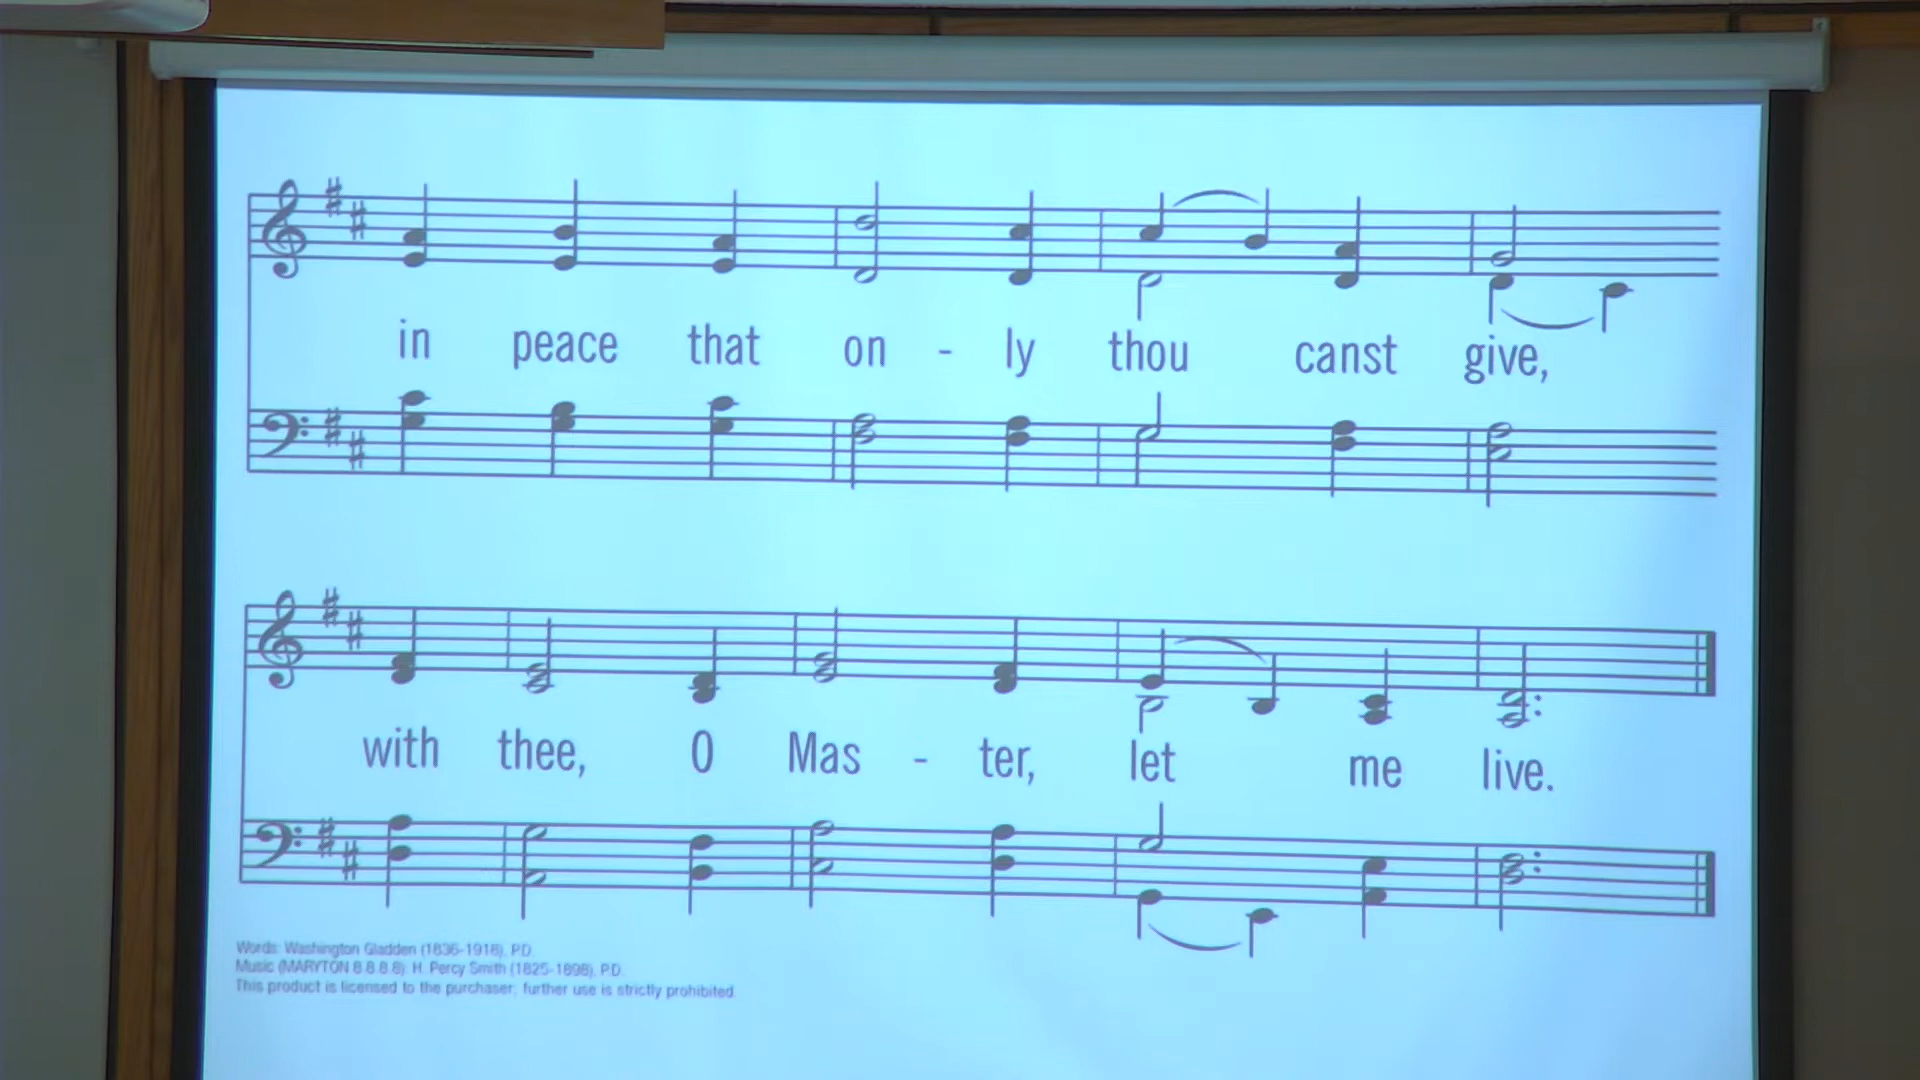 in peace that on - ly thou canst give,
with thee, O Mas - ter, let me live.
Words: Washington Gladden (1836-1918), P.D.
Music (MARYTON 8.8.8.8): H. Percy Smith (1825-1898), P.D.
This product is licensed to the purchaser; further use is strictly prohibited.